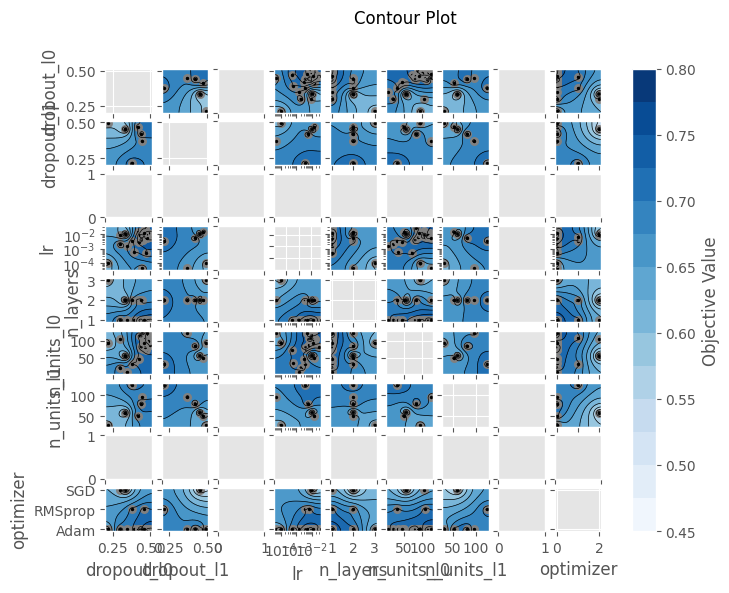 Contour Plot
dropout_l0
0.50
0.25
dropout_l1
0.50
0.25
1
0
lr
10⁻²
10⁻³
10⁻⁴
n_layers
3
2
1
n_units_l0
100
50
n_units_l1
100
50
1
0
optimizer
SGD
RMSprop
Adam
0.25 0.50
0.25 0.50
0 1
10⁻² 1 2 3
50 100
50 100
0 1
0 2
dropout_l0 dropout_l1 lr n_layers n_units_l0 n_units_l1 optimizer
0.80
0.75
0.70
0.65
0.60
0.55
0.50
0.45
Objective Value